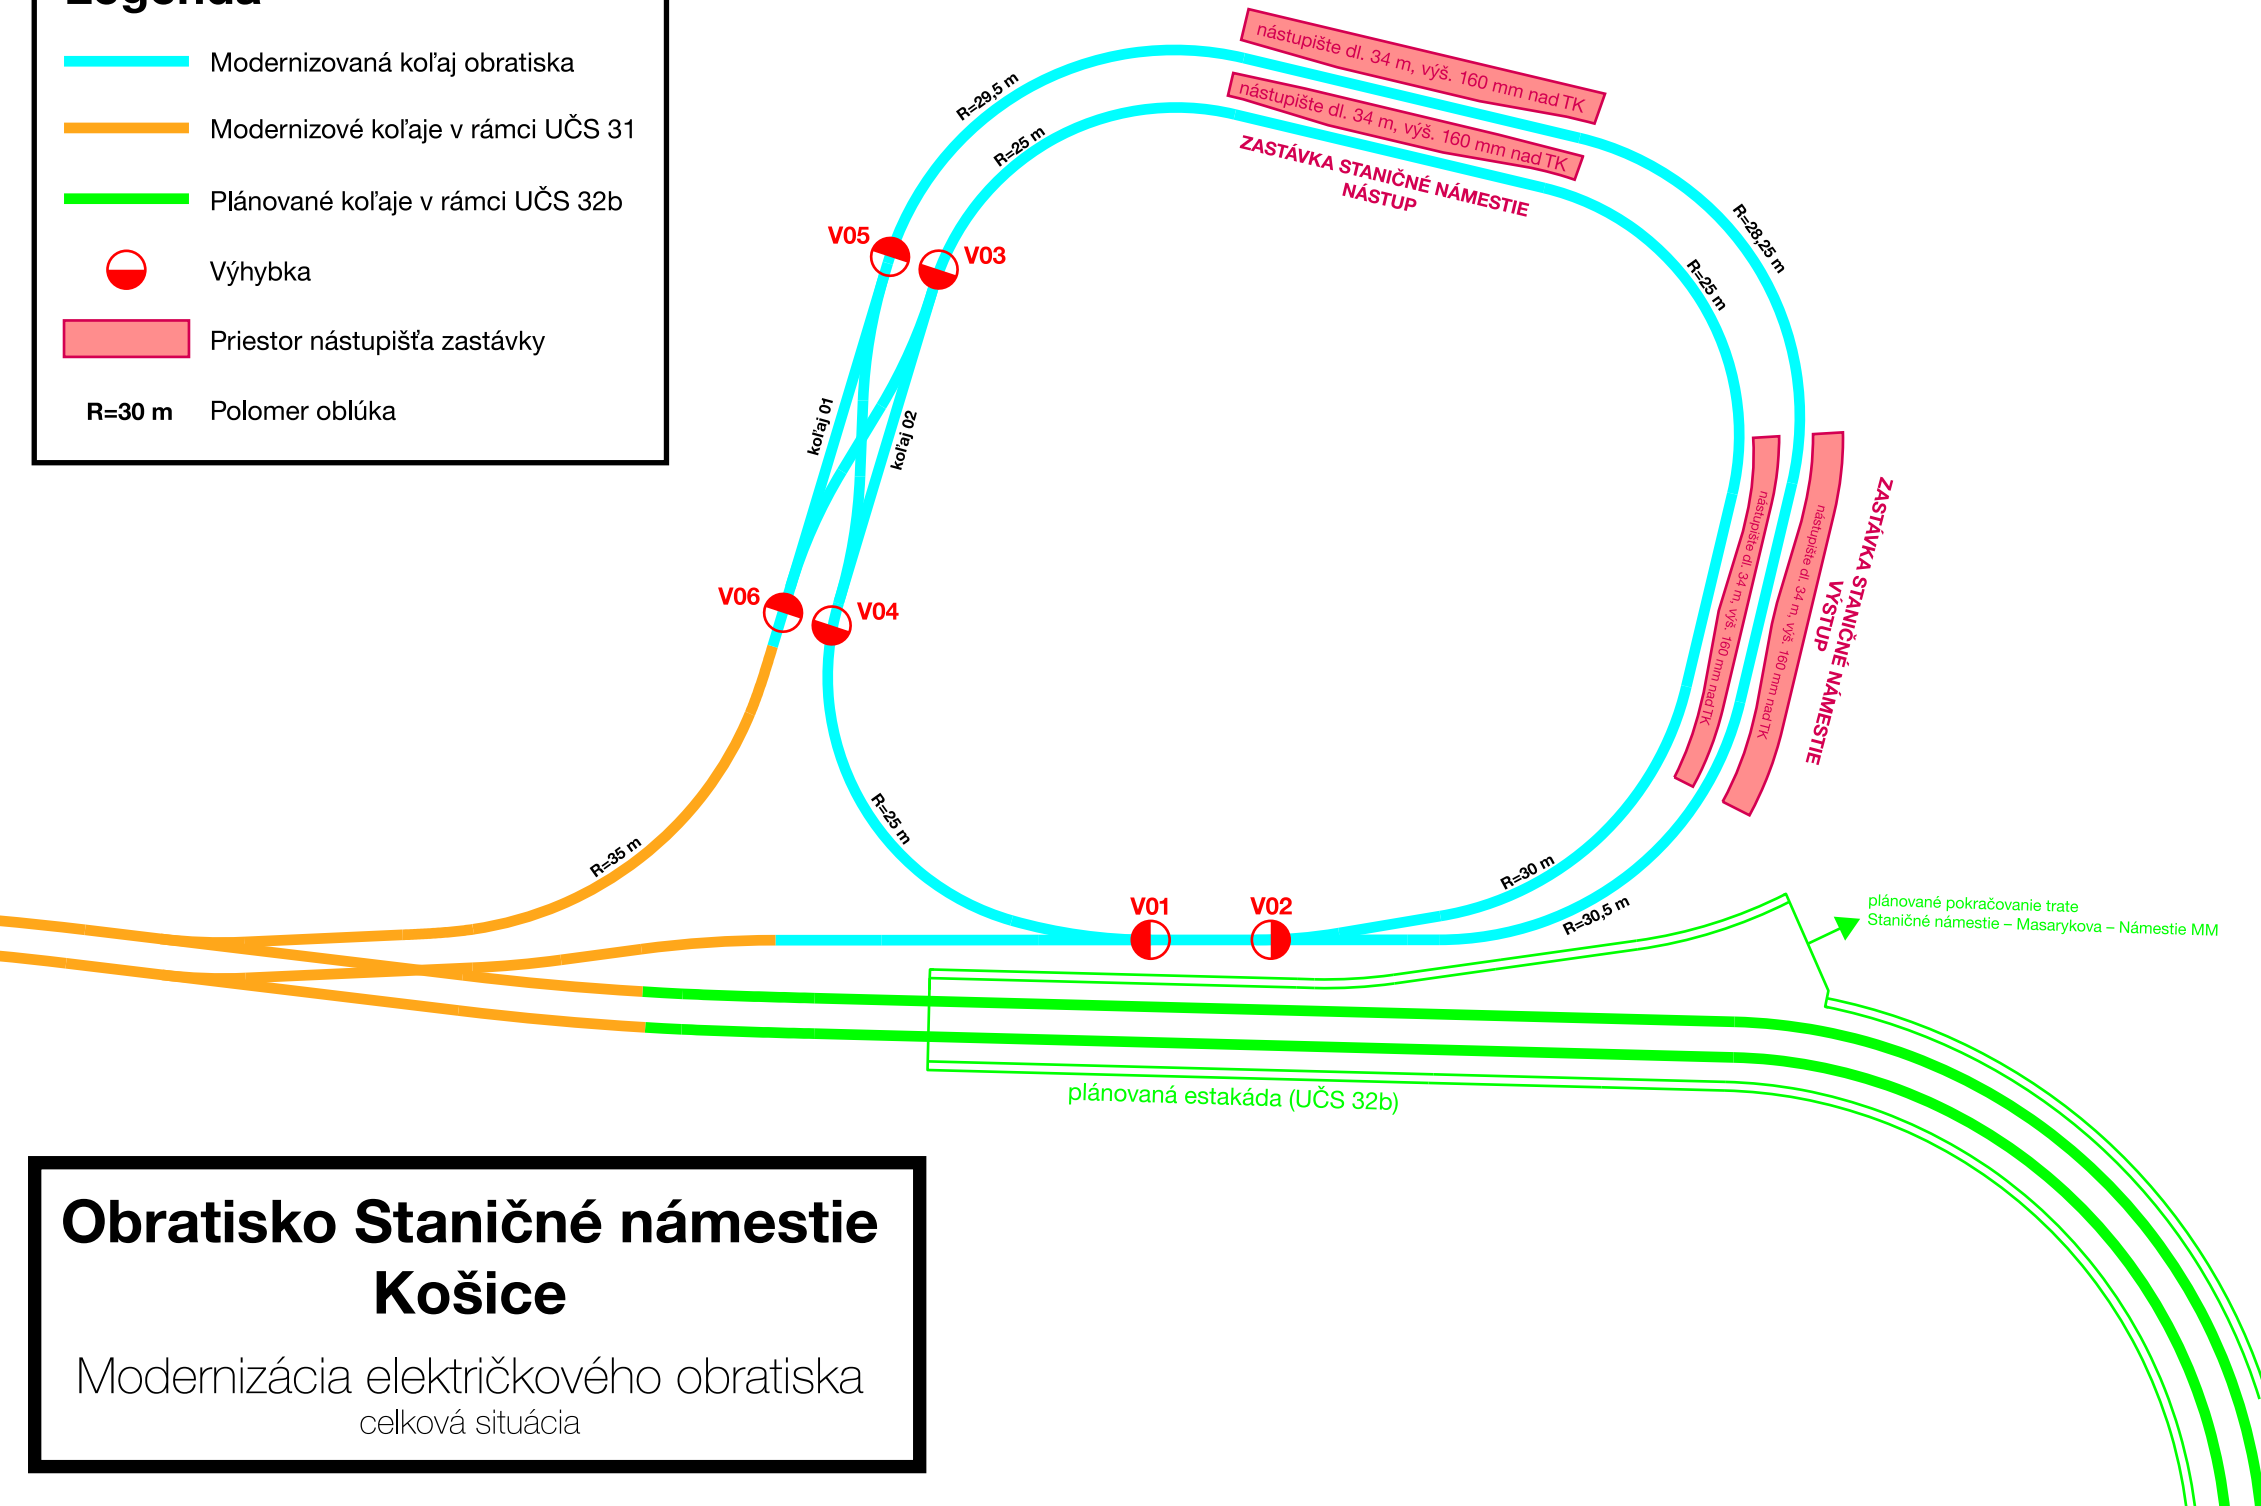 Legenda
Modernizovaná koľaj obratiska
Modernizové koľaje v rámci UČS 31
Plánované koľaje v rámci UČS 32b
Výhybka
Priestor nástupišťa zastávky
R=30 m Polomer oblúka
nástupište dl. 34 m, výš. 160 mm nad TK
nástupište dl. 34 m, výš. 160 mm nad TK
ZASTÁVKA STANIČNÉ NÁMESTIE
NÁSTUP
R=29,5 m
R=25 m
R=28,25 m
R=25 m
V05
V03
koľaj 01
koľaj 02
V06
V04
nástupište dl. 34 m, výš. 160 mm nad TK
nástupište dl. 34 m, výš. 160 mm nad TK
ZASTÁVKA STANIČNÉ NÁMESTIE
VÝSTUP
R=35 m
R=25 m
V01
V02
R=30 m
R=30,5 m
plánované pokračovanie trate
Staničné námestie – Masarykova – Námestie MM
plánovaná estakáda (UČS 32b)
Obratisko Staničné námestie
Košice
Modernizácia električkového obratiska
celková situácia